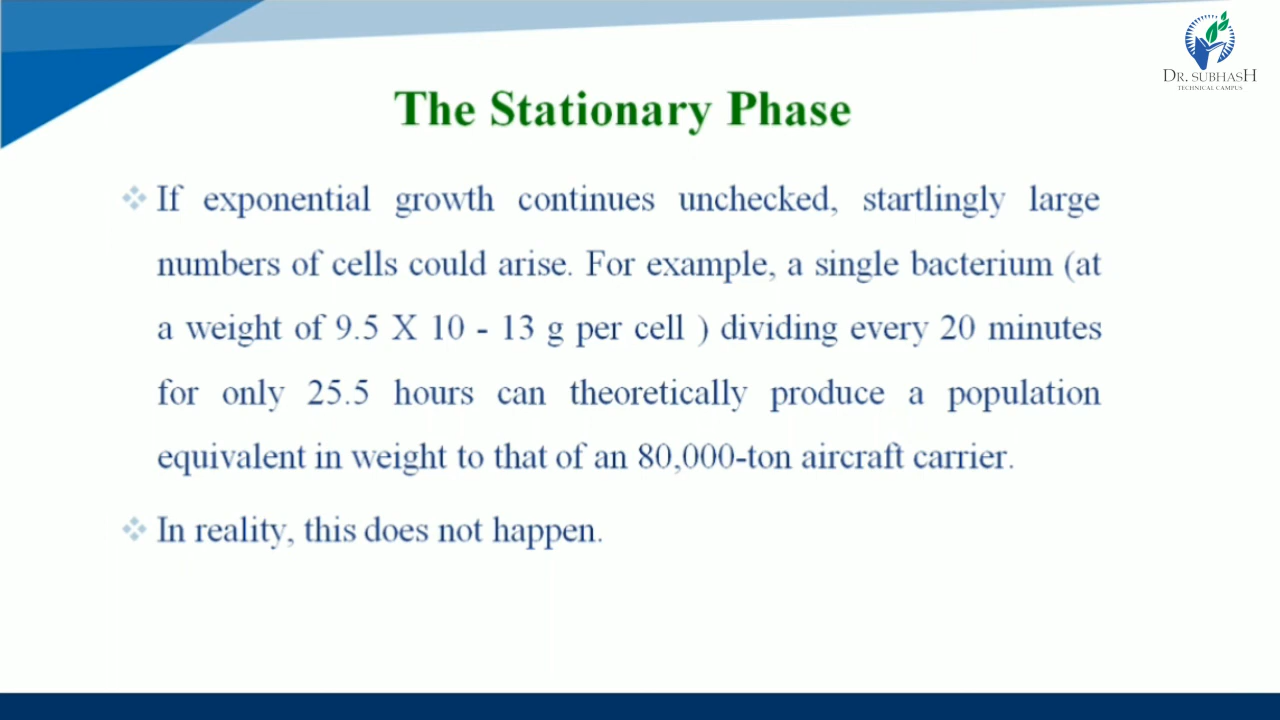 DR. SUBHASH
TECHNICAL CAMPUS
The Stationary Phase
If exponential growth continues unchecked, startlingly large
numbers of cells could arise. For example, a single bacterium (at
a weight of 9.5 X 10 - 13 g per cell ) dividing every 20 minutes
for only 25.5 hours can theoretically produce a population
equivalent in weight to that of an 80,000-ton aircraft carrier.
In reality, this does not happen.